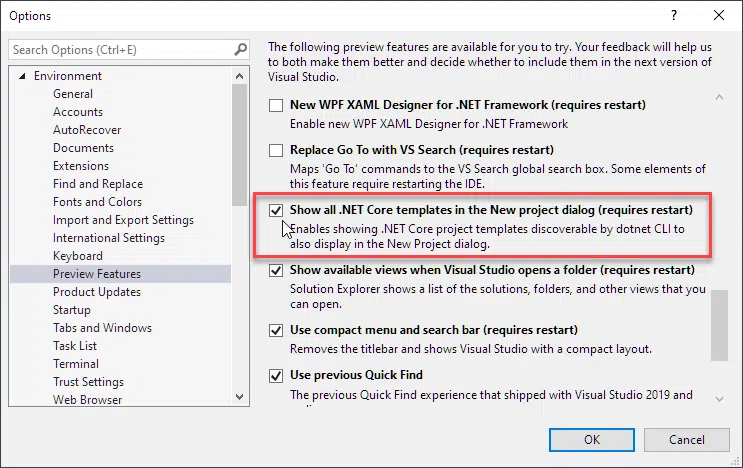 Options
?
Search Options (Ctrl+E)
Environment
General
Accounts
AutoRecover
Documents
Extensions
Find and Replace
Fonts and Colors
Import and Export Settings
International Settings
Keyboard
Preview Features
Product Updates
Startup
Tabs and Windows
Task List
Terminal
Trust Settings
Web Browser
The following preview features are available for you to try. Your feedback will help us
to both make them better and decide whether to include them in the next version of
Visual Studio.
New WPF XAML Designer for .NET Framework (requires restart)
Enable new WPF XAML Designer for .NET Framework
Replace Go To with VS Search (requires restart)
Maps 'Go To' commands to the VS Search global search box. Some elements of
this feature require restarting the IDE.
Show all .NET Core templates in the New project dialog (requires restart)
Enables showing .NET Core project templates discoverable by dotnet CLI to
also display in the New Project dialog.
Show available views when Visual Studio opens a folder (requires restart)
Solution Explorer shows a list of the solutions, folders, and other views that you
can open.
Use compact menu and search bar (requires restart)
Removes the titlebar and shows Visual Studio with a compact layout.
Use previous Quick Find
The previous Quick Find experience that shipped with Visual Studio 2019 and
OK
Cancel